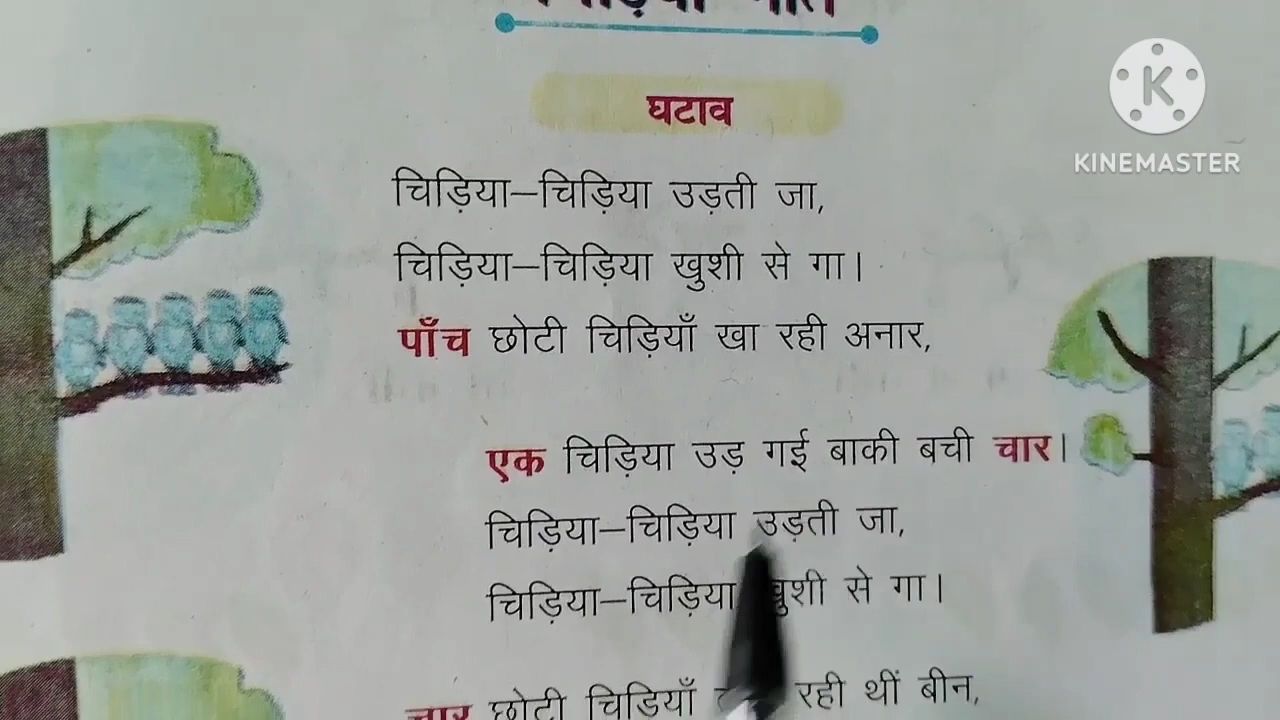 घटाव
KINEMASTER
चिड़िया–चिड़िया उड़ती जा,
चिड़िया–चिड़िया खुशी से गा।
पाँच छोटी चिड़ियाँ खा रही अनार,
एक चिड़िया उड़ गई बाकी बची चार।
चिड़िया–चिड़िया उड़ती जा,
चिड़िया–चिड़िया खुशी से गा।
चार छोटी चिड़ियाँ रही थीं बीन,